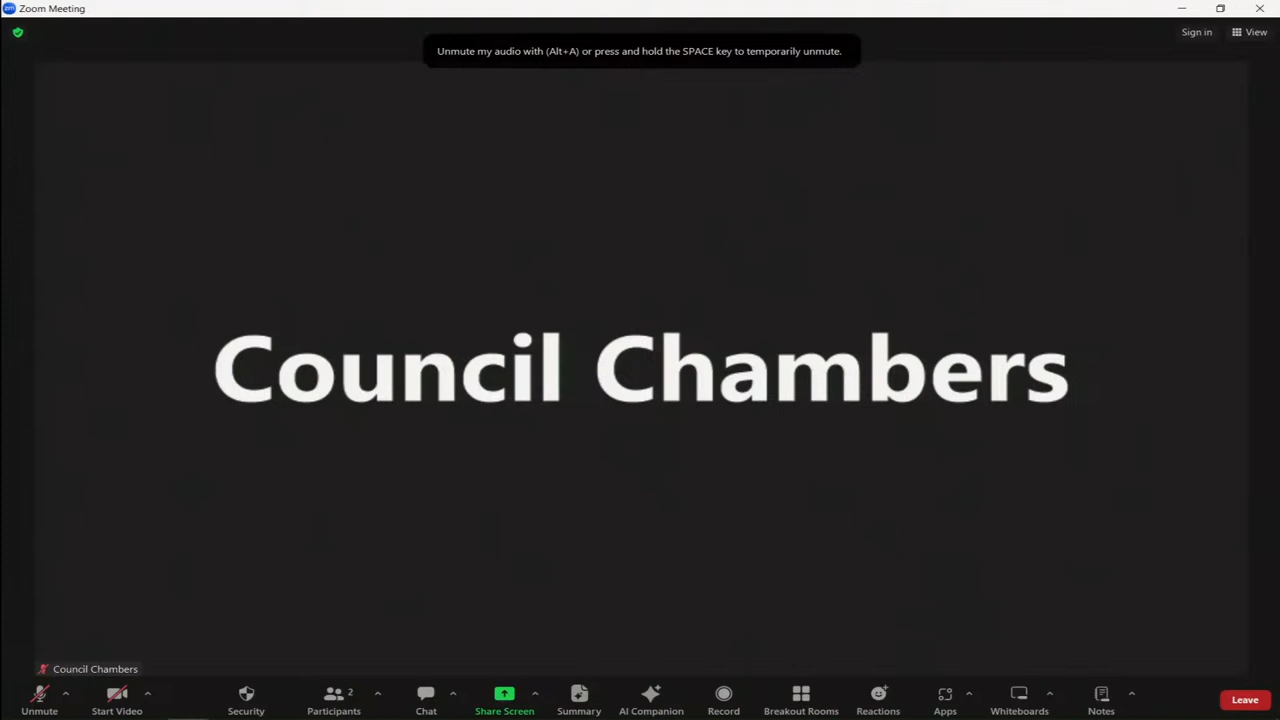 zm Zoom Meeting
Unmute my audio with (Alt+A) or press and hold the SPACE key to temporarily unmute.
Sign in
View
Council Chambers
Council Chambers
Unmute
Start Video
Security
Participants 2
Chat
Share Screen
Summary
AI Companion
Record
Breakout Rooms
Reactions
Apps
Whiteboards
Notes
Leave